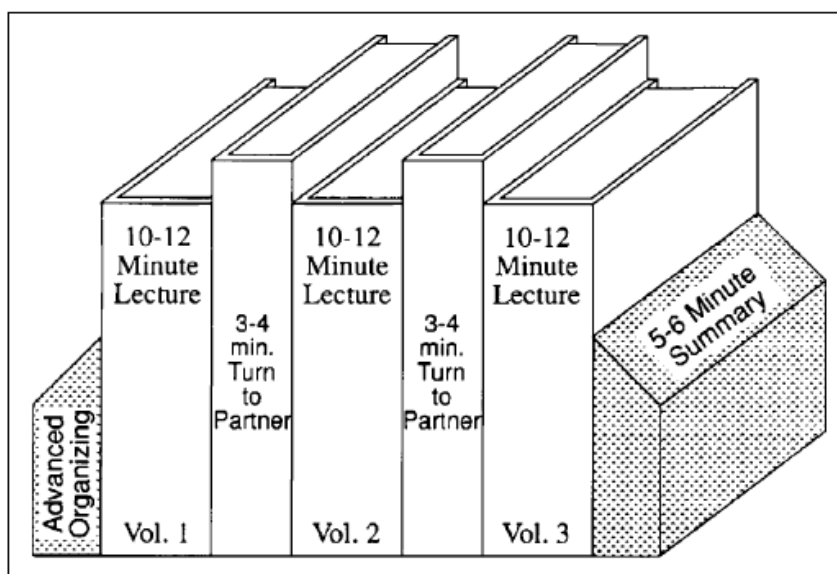 Advanced
Organizing
10-12
Minute
Lecture
Vol. 1
3-4
min.
Turn
to
Partner
10-12
Minute
Lecture
Vol. 2
3-4
min.
Turn
to
Partner
10-12
Minute
Lecture
Vol. 3
5-6 Minute
Summary